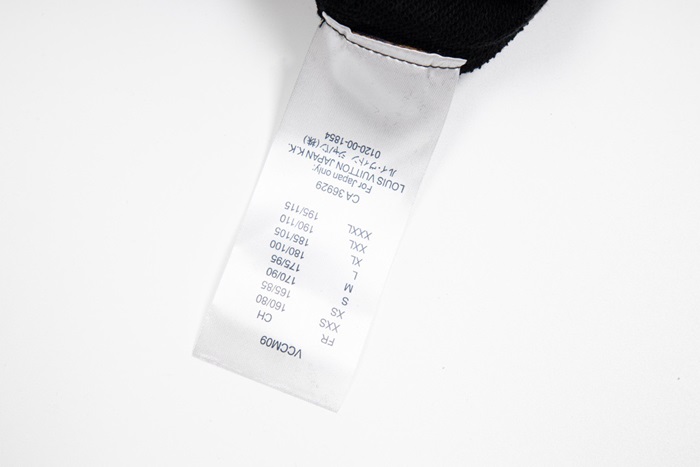 VCCM09
FR CH
XXS 160/80
XS 165/85
S 170/90
M 175/95
L 180/100
XL 185/105
XXL 190/110
XXXL 195/115
CA 36929
For Japan only:
LOUIS VUITTON JAPAN K.K.
ルイ・ヴィトン ジャパン(株)
0120-00-1854